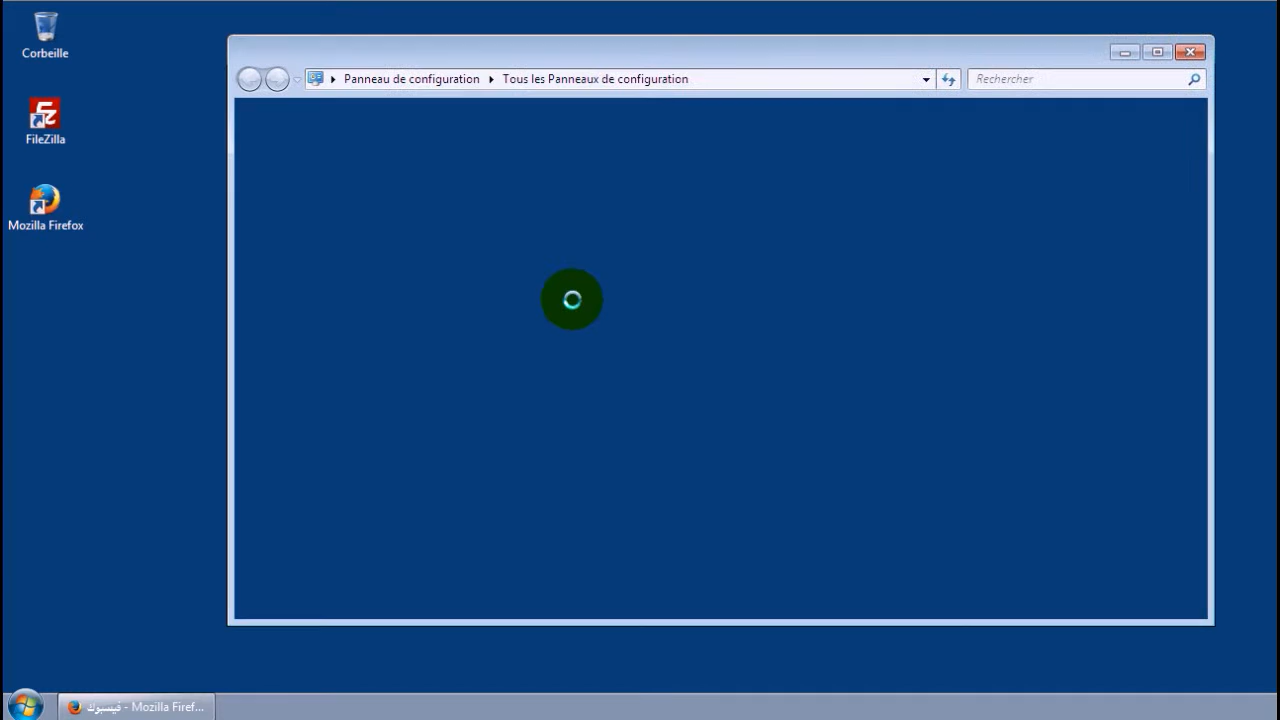 Corbeille
FileZilla
Mozilla Firefox
Panneau de configuration
Tous les Panneaux de configuration
Rechercher
فيسبوك - Mozilla Firef...